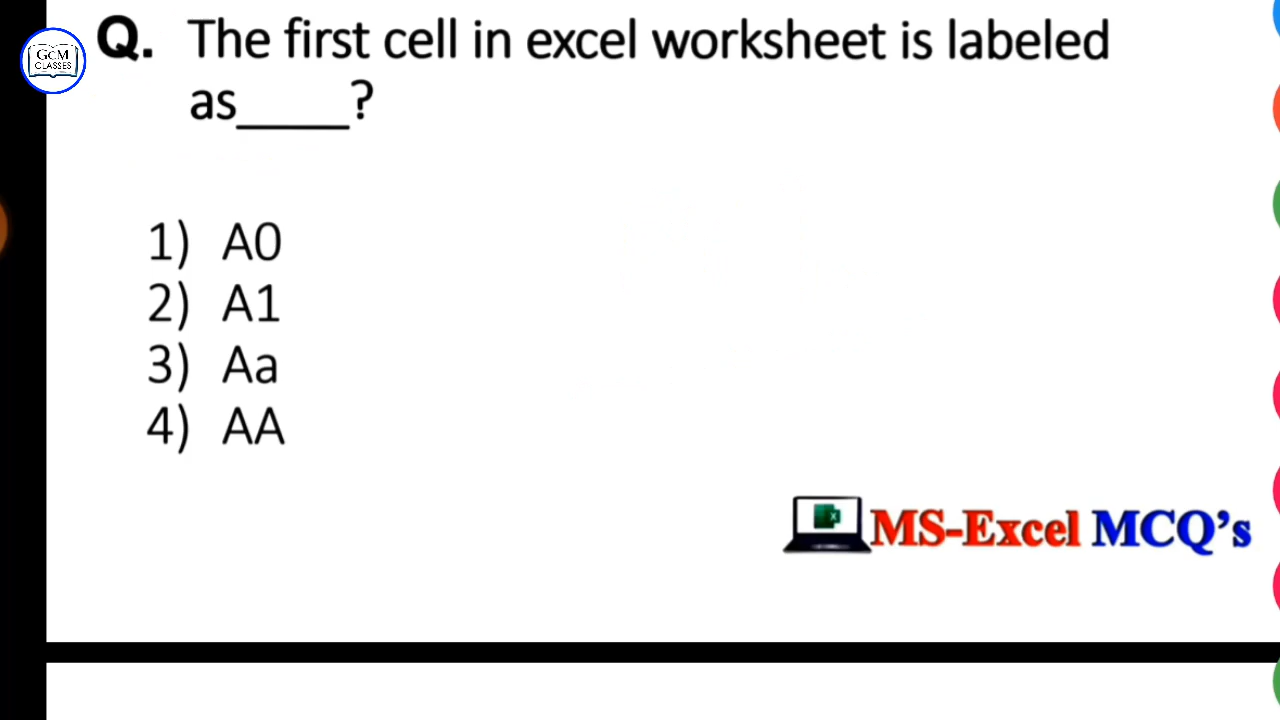 GCM
CLASSES
Q. The first cell in excel worksheet is labeled
as____?
1) A0
2) A1
3) Aa
4) AA
X
MS-Excel MCQ's